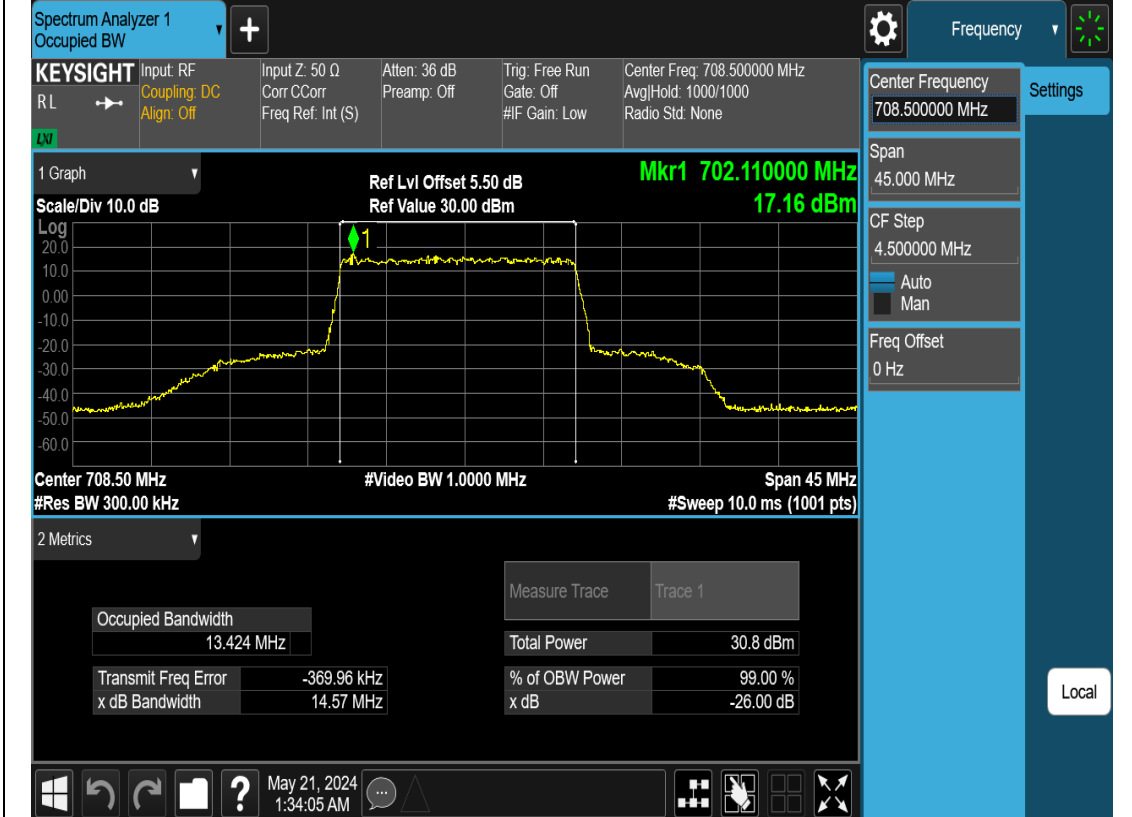 Spectrum Analyzer 1
Occupied BW
Frequency
KEYSIGHT
R L
LXI
Input: RF
Coupling: DC
Align: Off
Input Z: 50 Ω
Corr CCorr
Freq Ref: Int (S)
Atten: 36 dB
Preamp: Off
Trig: Free Run
Gate: Off
#IF Gain: Low
Center Freq: 708.500000 MHz
Avg|Hold: 1000/1000
Radio Std: None
Center Frequency
708.500000 MHz
Settings
Span
45.000 MHz
CF Step
4.500000 MHz
Auto
Man
Freq Offset
0 Hz
Local
1 Graph
Scale/Div 10.0 dB
Ref Lvl Offset 5.50 dB
Ref Value 30.00 dBm
Mkr1 702.110000 MHz
17.16 dBm
Log
1
20.0
10.0
0.00
-10.0
-20.0
-30.0
-40.0
-50.0
-60.0
Center 708.50 MHz
#Video BW 1.0000 MHz
Span 45 MHz
#Res BW 300.00 kHz
#Sweep 10.0 ms (1001 pts)
2 Metrics
Measure Trace Trace 1
Occupied Bandwidth
13.424 MHz
Total Power 30.8 dBm
Transmit Freq Error -369.96 kHz
% of OBW Power 99.00 %
x dB Bandwidth 14.57 MHz
x dB -26.00 dB
?
May 21, 2024
1:34:05 AM